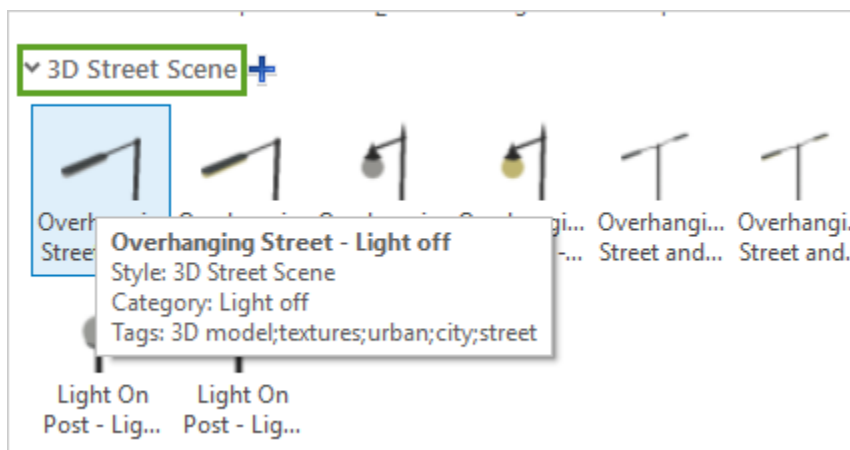 3D Street Scene
Overhangi... Overhangi...
Street and... Street and.
Overhanging Street - Light off
Style: 3D Street Scene
Category: Light off
Tags: 3D model;textures;urban;city;street
Light On Light On
Post - Lig... Post - Lig...